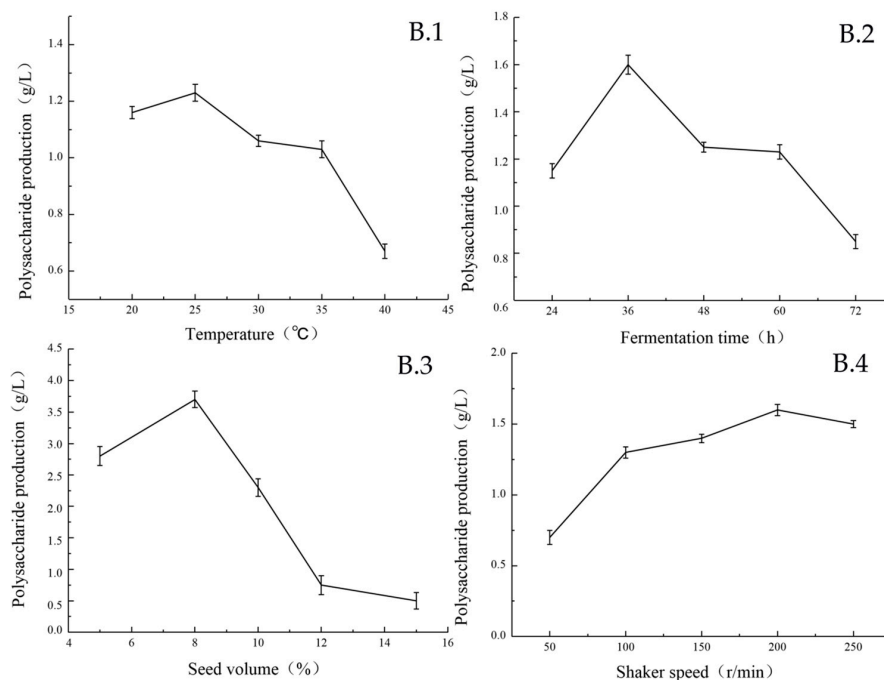 B.1
Polysaccharide production（g/L）
1.4
1.2
1.0
0.8
0.6
15 20 25 30 35 40 45
Temperature（℃）
B.2
Polysaccharide production（g/L）
1.8
1.6
1.4
1.2
1.0
0.8
0.6
24 36 48 60 72
Fermentation time（h）
B.3
Polysaccharide production（g/L）
4.5
4.0
3.5
3.0
2.5
2.0
1.5
1.0
0.5
0.0
4 6 8 10 12 14 16
Seed volume（%）
B.4
Polysaccharide production（g/L）
2.0
1.5
1.0
0.5
0.0
50 100 150 200 250
Shaker speed（r/min）